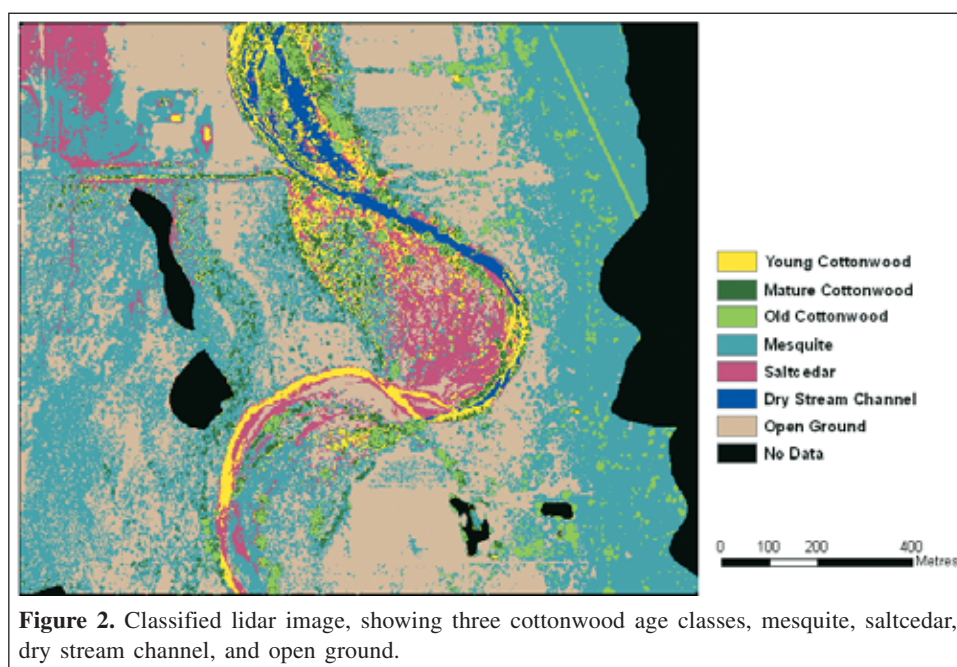 Young Cottonwood
Mature Cottonwood
Old Cottonwood
Mesquite
Saltcedar
Dry Stream Channel
Open Ground
No Data
0 100 200 400
Metres
Figure 2. Classified lidar image, showing three cottonwood age classes, mesquite, saltcedar,
dry stream channel, and open ground.